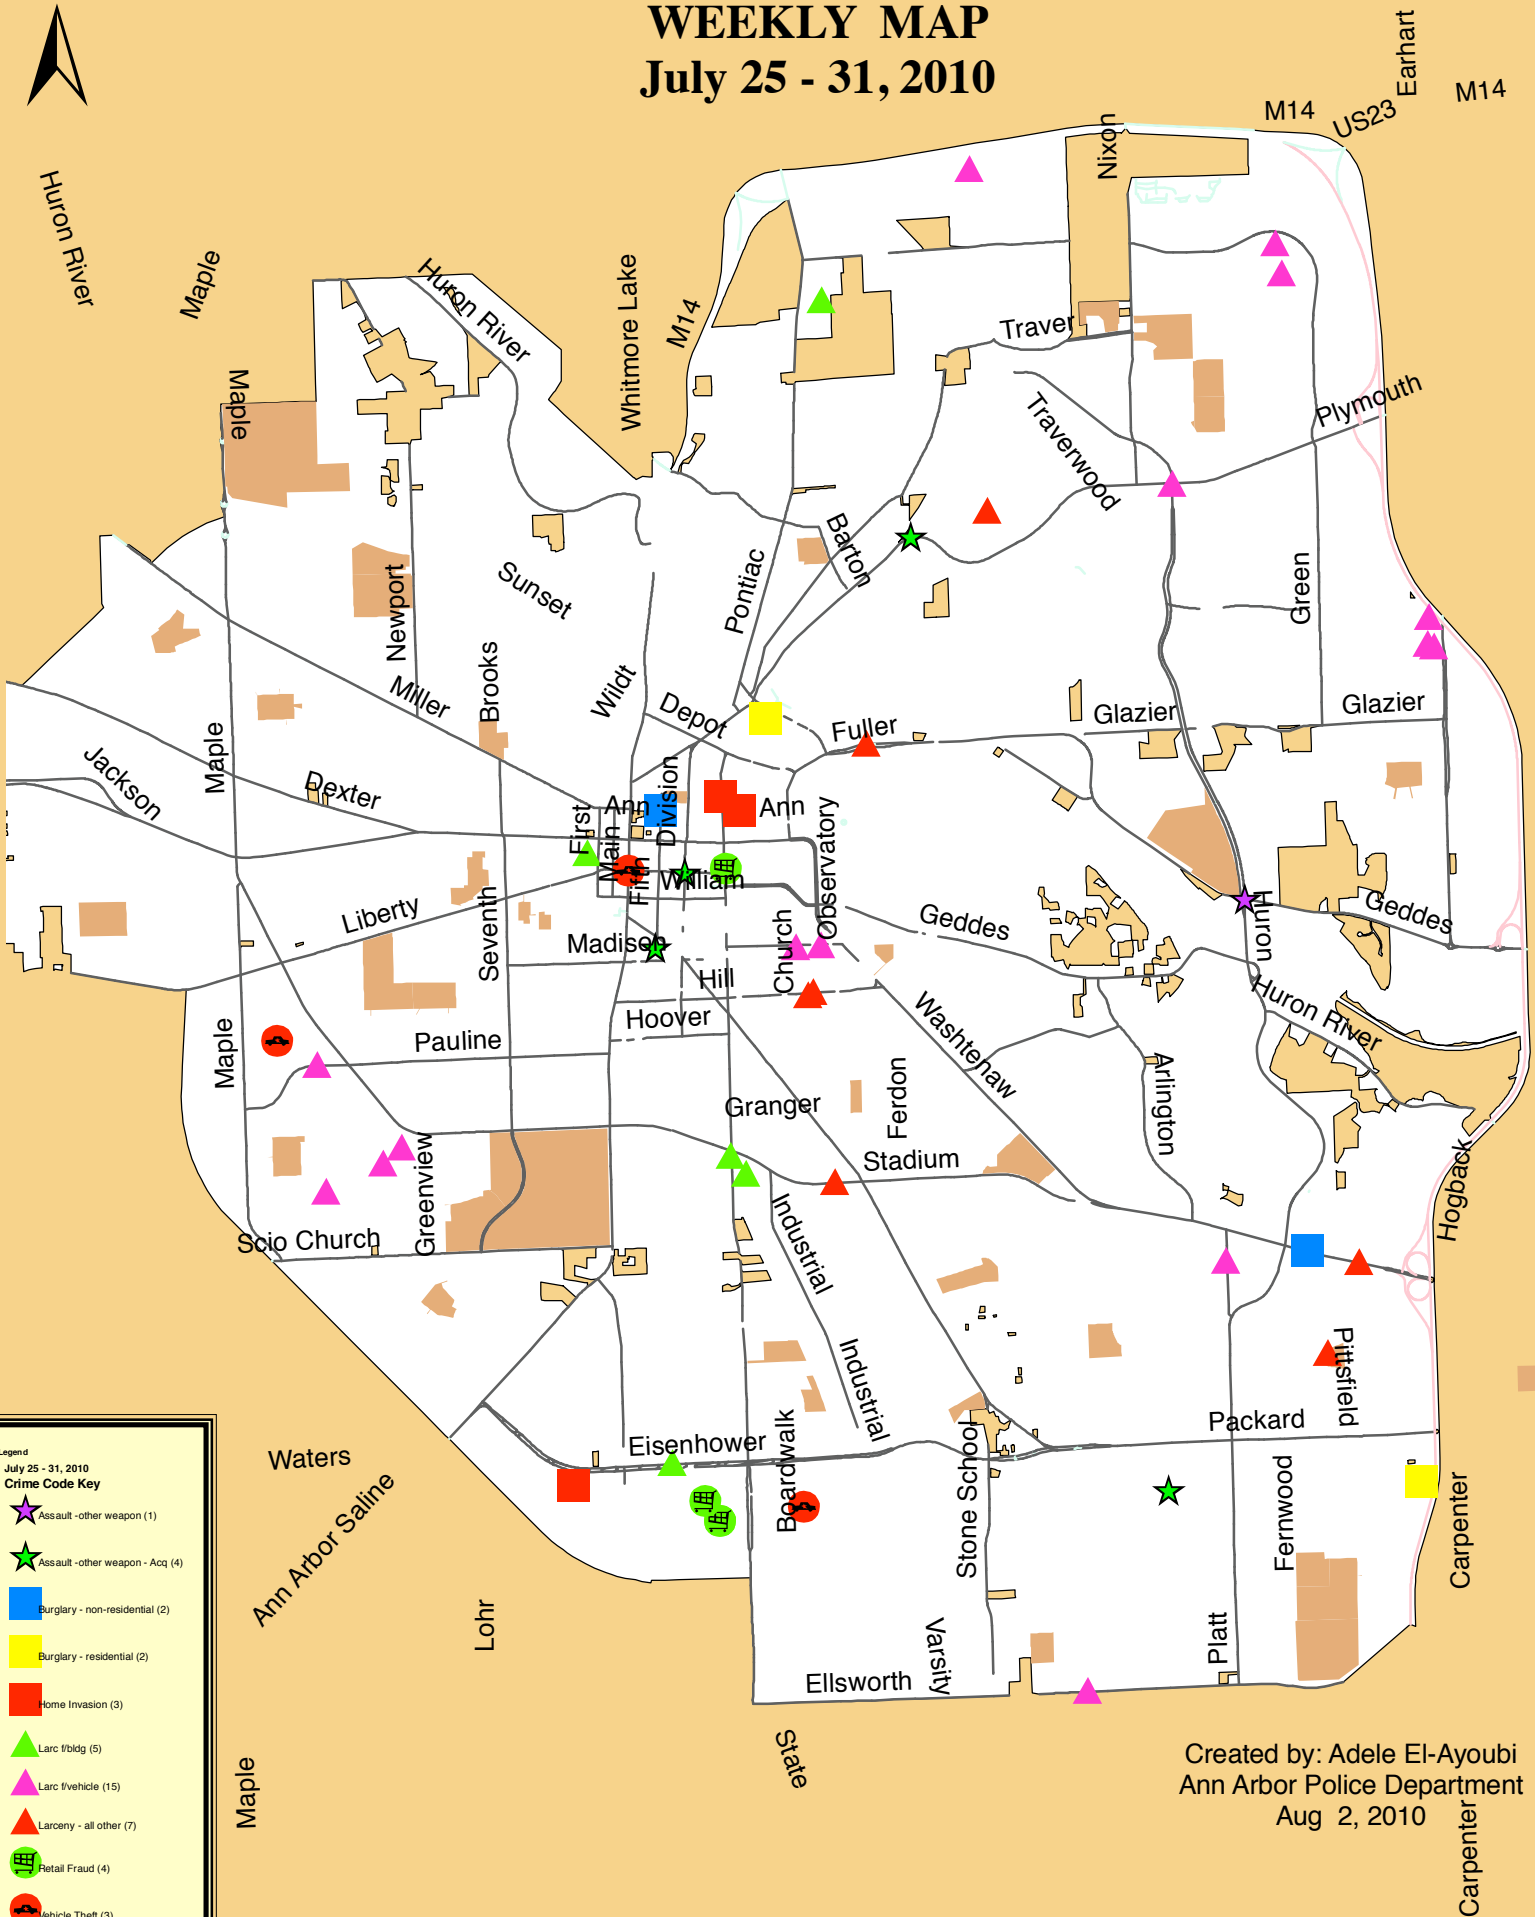 WEEKLY MAP
July 25 - 31, 2010
Earhart
M14
M14
US23
Nixon
Huron River
Maple
Huron River
Whitmore Lake
M14
Traver
Maple
Plymouth
Traverwood
Barton
Pontiac
Sunset
Newport
Green
Brooks
Wildt
Miller
Depot
Fuller
Glazier
Glazier
Maple
Jackson
Dexter
Division
Ann
Ann
First
Main
Fifth
William
Observatory
Liberty
Seventh
Madison
Church
Geddes
Geddes
Huron
Hill
Hoover
Huron River
Washtenaw
Maple
Pauline
Arlington
Ferdon
Granger
Stadium
Greenview
Hogback
Scio Church
Industrial
Industrial
Pittsfield
Packard
Eisenhower
Boardwalk
Stone School
Fernwood
Carpenter
Waters
Ann Arbor Saline
Lohr
Platt
Varsity
Ellsworth
State
Maple
Carpenter
Legend
July 25 - 31, 2010
Crime Code Key
Assault -other weapon (1)
Assault -other weapon - Acq (4)
Burglary - non-residential (2)
Burglary - residential (2)
Home Invasion (3)
Larc f/bldg (5)
Larc f/vehicle (15)
Larceny - all other (7)
Retail Fraud (4)
Vehicle Theft (3)
Created by: Adele El-Ayoubi
Ann Arbor Police Department
Aug 2, 2010